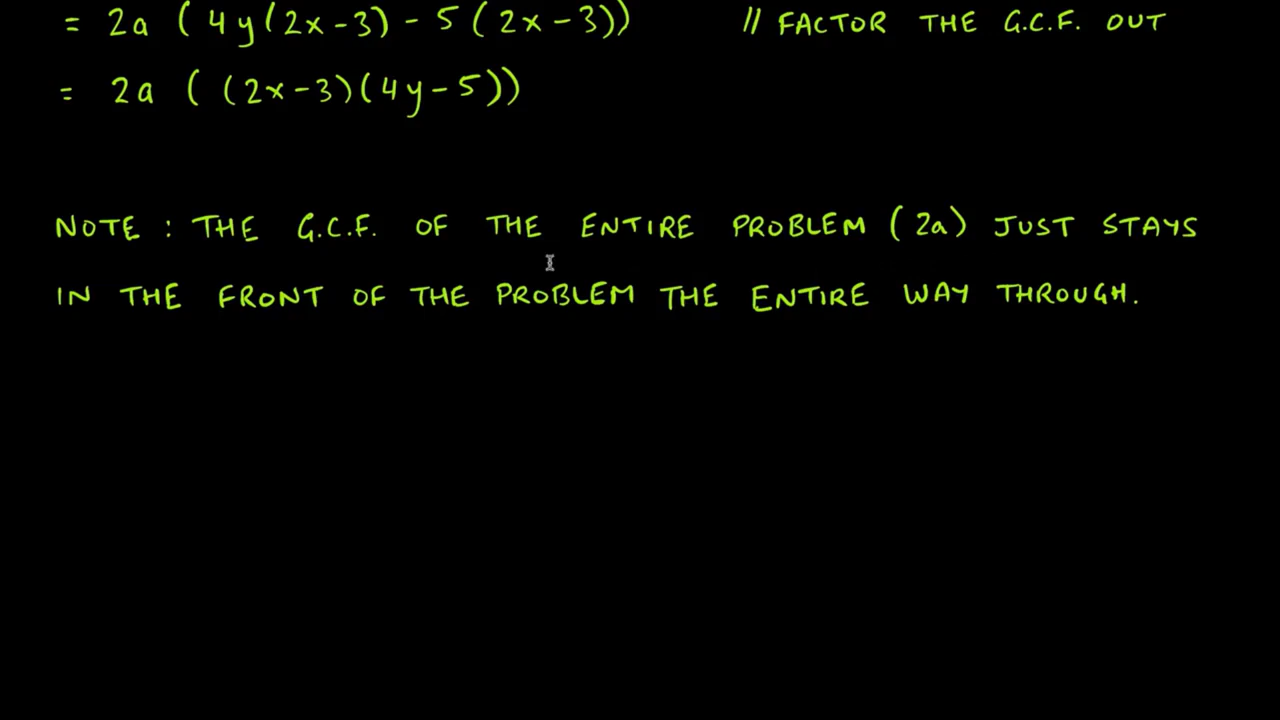 = 2a (4y(2x-3) - 5(2x-3)) // FACTOR THE G.C.F. OUT
= 2a ((2x-3)(4y-5))
NOTE : THE G.C.F. OF THE ENTIRE PROBLEM (2a) JUST STAYS
IN THE FRONT OF THE PROBLEM THE ENTIRE WAY THROUGH.